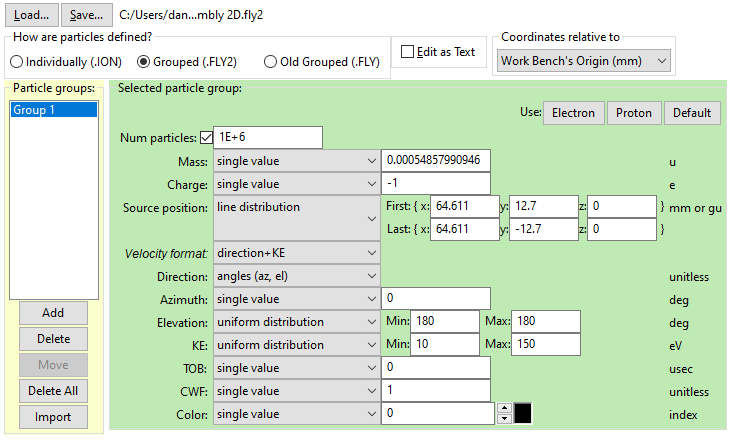 Load... Save... C:/Users/dan...mbly 2D.fly2
How are particles defined?
Individually (.ION) Grouped (.FLY2) Old Grouped (.FLY)
Edit as Text
Coordinates relative to
Work Bench's Origin (mm)
Particle groups:
Group 1
Add
Delete
Move
Delete All
Import
Selected particle group:
Use: Electron Proton Default
Num particles: 1E+6
Mass: single value 0.00054857990946 u
Charge: single value -1 e
Source position: line distribution First: { x: 64.611 y: 12.7 z: 0 } mm or gu
Last: { x: 64.611 y: -12.7 z: 0 }
Velocity format: direction+KE
Direction: angles (az, el) unitless
Azimuth: single value 0 deg
Elevation: uniform distribution Min: 180 Max: 180 deg
KE: uniform distribution Min: 10 Max: 150 eV
TOB: single value 0 usec
CWF: single value 1 unitless
Color: single value 0 index